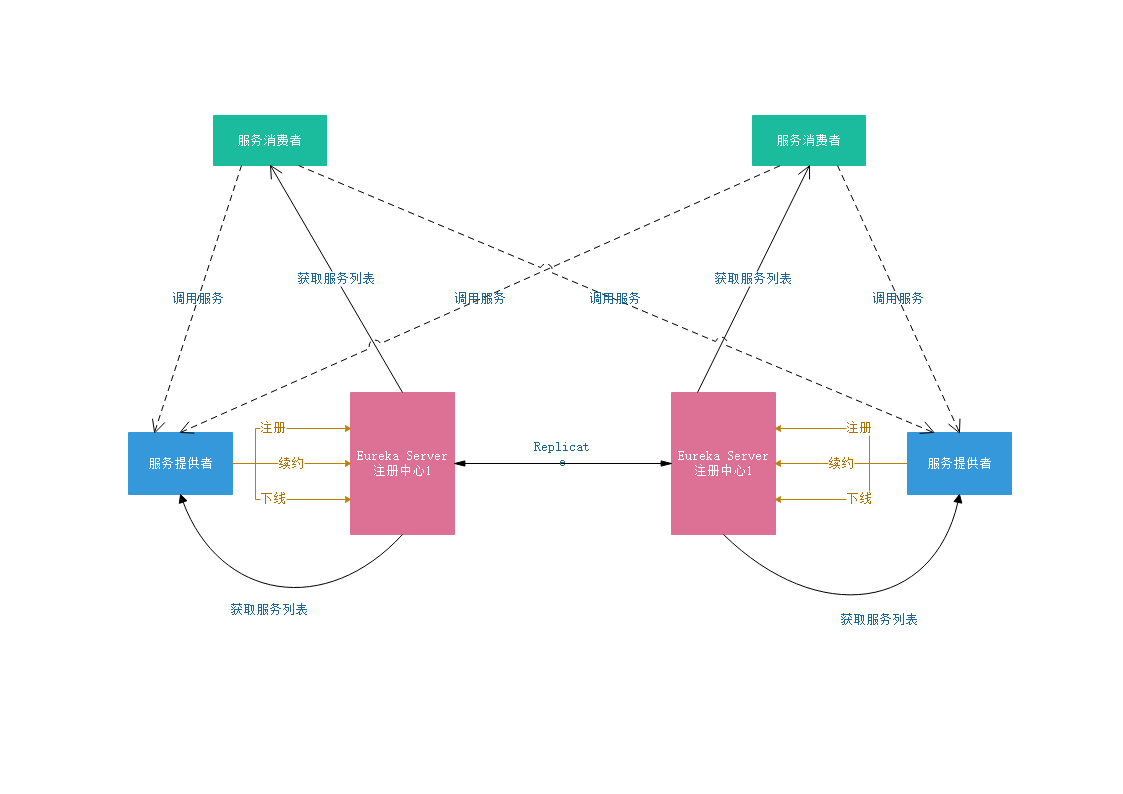 服务消费者
服务消费者
获取服务列表
获取服务列表
调用服务
调用服务
调用服务
调用服务
注册
注册
Replicat
e
服务提供者
续约
Eureka Server
注册中心1
Eureka Server
注册中心1
续约
服务提供者
下线
下线
获取服务列表
获取服务列表